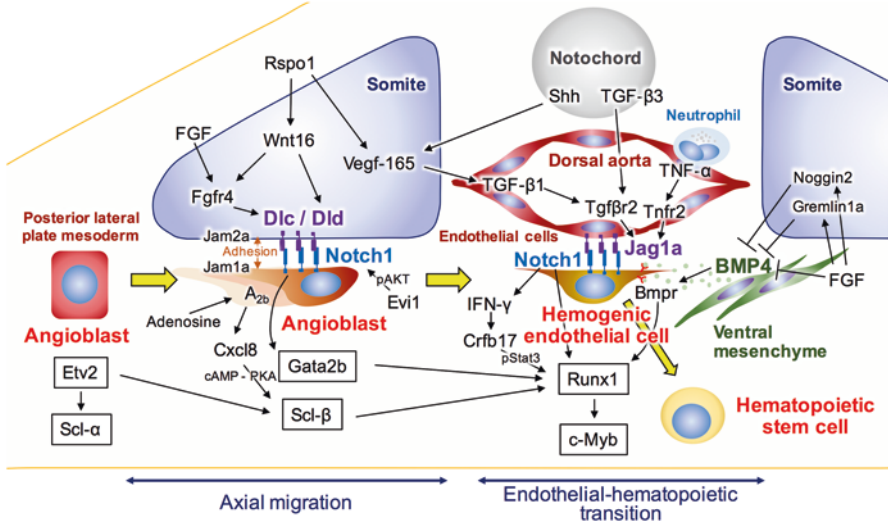 Rspo1
Somite
FGF
Wnt16
Vegf-165
Fgfr4
Dlc / Dld
Jam2a
Adhesion
Jam1a
Notch1
pAKT
Evi1
Posterior lateral
plate mesoderm
Angioblast
A2b
Adenosine
Angioblast
Cxcl8
cAMP - PKA
Gata2b
Etv2
Scl-β
Scl-α
Notochord
Shh
TGF-β3
Neutrophil
Dorsal aorta
TNF-α
TGF-β1
Tgfβr2
Tnfr2
Endothelial cells
Jag1a
Notch1
IFN-γ
Bmpr
Hemogenic
endothelial cell
Crfb17
pStat3
Runx1
c-Myb
Somite
Noggin2
Gremlin1a
BMP4
FGF
Ventral
mesenchyme
Hematopoietic
stem cell
Axial migration
Endothelial-hematopoietic
transition